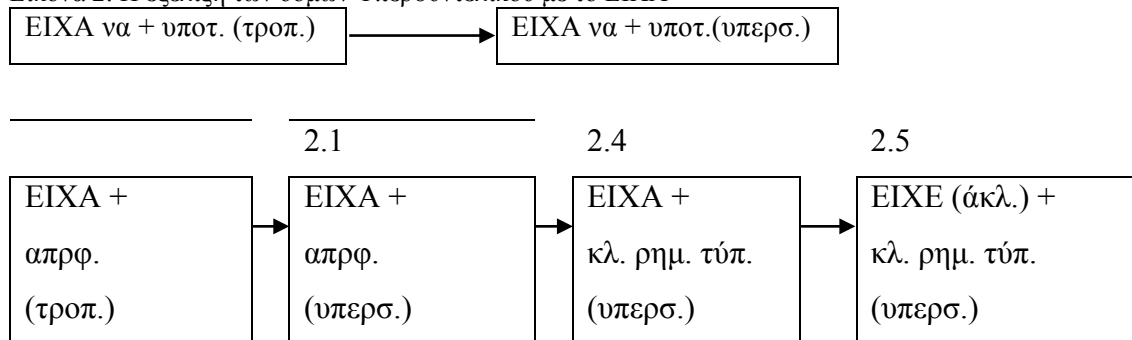 ΕΙΧΑ να + υποτ. (τροπ.) ΕΙΧΑ να + υποτ.(υπερσ.)
2.1 2.4 2.5
ΕΙΧΑ + ΕΙΧΑ + ΕΙΧΑ + ΕΙΧΕ (άκλ.) +
απρφ. απρφ. κλ. ρημ. τύπ. κλ. ρημ. τύπ.
(τροπ.) (υπερσ.) (υπερσ.) (υπερσ.)